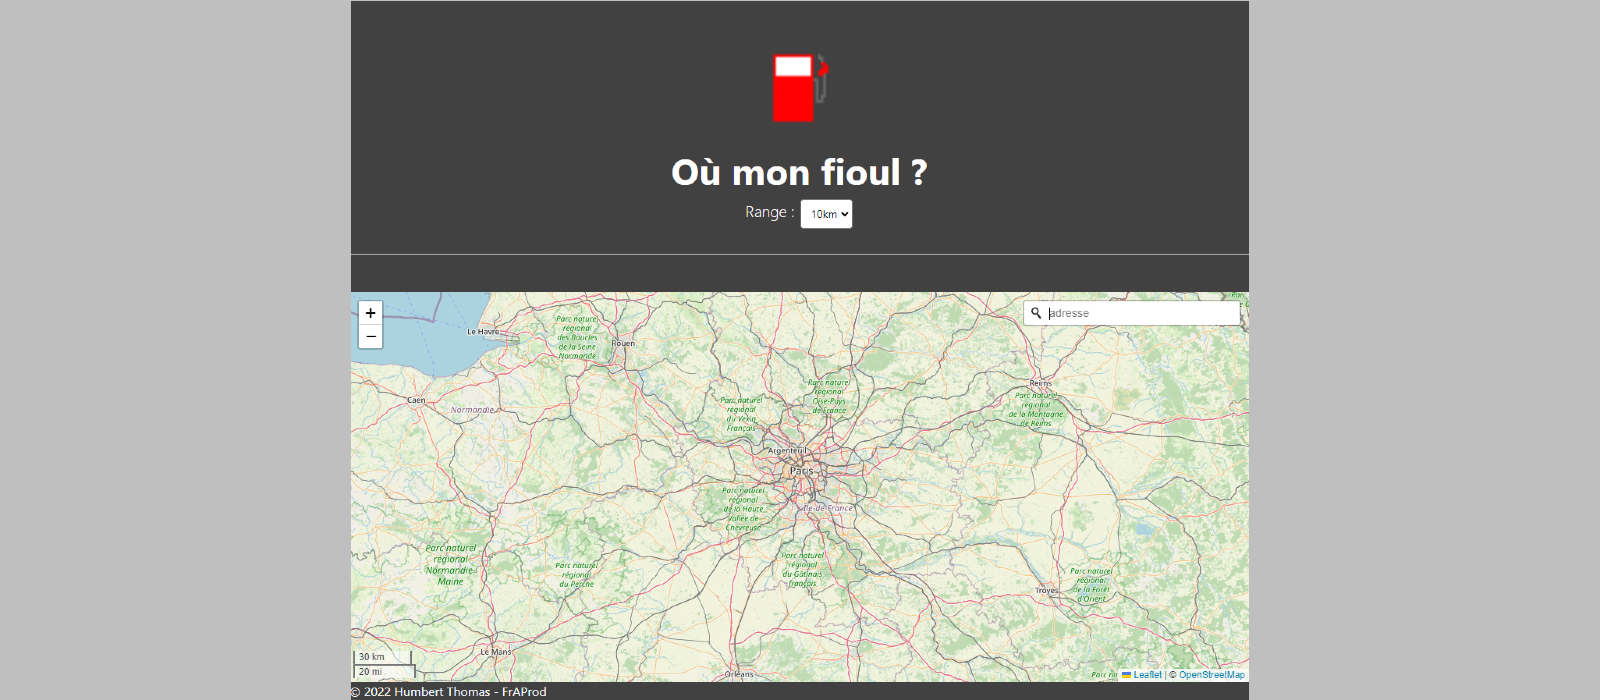 Où mon fioul ?
Range : 10km
+
−
adresse
Le Havre
Parc naturel
régional
des Boucles
de la Seine
Normande
Rouen
Caen
Normandie
Parc naturel
régional
du Vexin
Français
Parc naturel
régional
Oise-Pays
de France
Reims
Parc naturel
régional
de la Montagne
de Reims
Argenteuil
Paris
Île-de-France
Parc naturel
régional
de la Haute
Vallée de
Chevreuse
Parc naturel
régional
Normandie-
Maine
Parc naturel
régional
du Perche
Parc naturel
régional
du Gâtinais
français
Troyes
Parc naturel
régional
de la Forêt
d'Orient
Le Mans
Orléans
30 km
20 mi
Leaflet | © OpenStreetMap
© 2022 Humbert Thomas - FrAProd